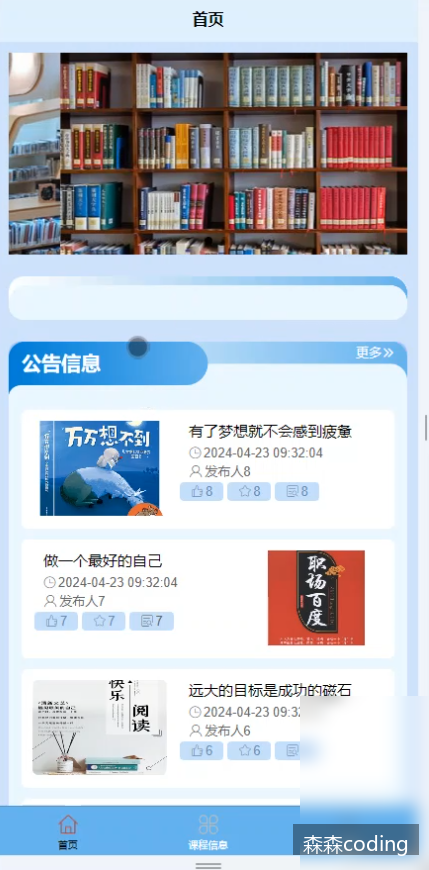 首页
公告信息
更多
万万想不到
有了梦想就不会感到疲惫
2024-04-23 09:32:04
发布人8
8 8 8
做一个最好的自己
2024-04-23 09:32:04
发布人7
7 7 7
职场百度
快乐
阅读
远大的目标是成功的磁石
2024-04-23 09:32
发布人6
6 6
首页
课程信息
森森coding